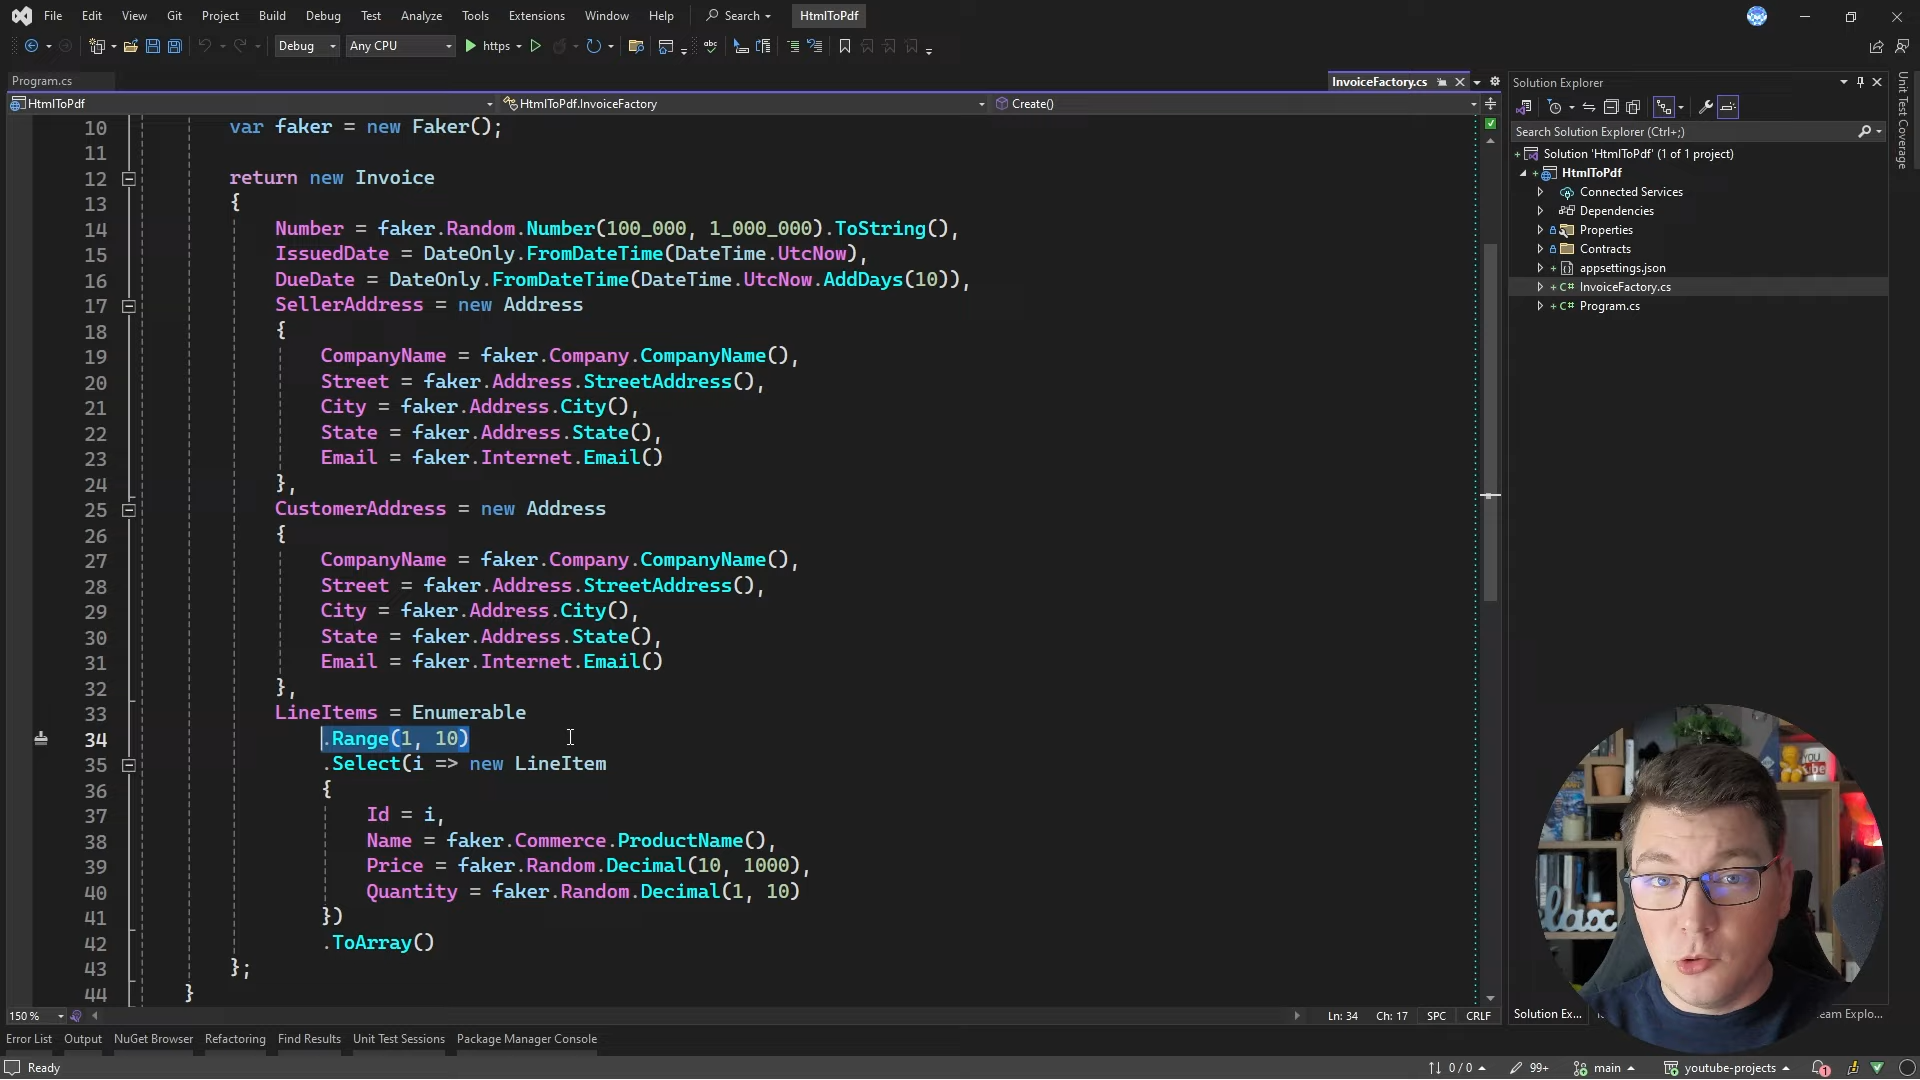 File Edit View Git Project Build Debug Test Analyze Tools Extensions Window Help Search HtmlToPdf
Debug Any CPU https
Program.cs
InvoiceFactory.cs
HtmlToPdf HtmlToPdf.InvoiceFactory Create()
10 var faker = new Faker();
11
12 return new Invoice
13 {
14 Number = faker.Random.Number(100_000, 1_000_000).ToString(),
15 IssuedDate = DateOnly.FromDateTime(DateTime.UtcNow),
16 DueDate = DateOnly.FromDateTime(DateTime.UtcNow.AddDays(10)),
17 SellerAddress = new Address
18 {
19 CompanyName = faker.Company.CompanyName(),
20 Street = faker.Address.StreetAddress(),
21 City = faker.Address.City(),
22 State = faker.Address.State(),
23 Email = faker.Internet.Email()
24 },
25 CustomerAddress = new Address
26 {
27 CompanyName = faker.Company.CompanyName(),
28 Street = faker.Address.StreetAddress(),
29 City = faker.Address.City(),
30 State = faker.Address.State(),
31 Email = faker.Internet.Email()
32 },
33 LineItems = Enumerable
34 .Range(1, 10)
35 .Select(i => new LineItem
36 {
37 Id = i,
38 Name = faker.Commerce.ProductName(),
39 Price = faker.Random.Decimal(10, 1000),
40 Quantity = faker.Random.Decimal(1, 10)
41 })
42 .ToArray()
43 };
44 }
150 % Ln: 34 Ch: 17 SPC CRLF
Solution Explorer
Search Solution Explorer (Ctrl+;)
Solution 'HtmlToPdf' (1 of 1 project)
HtmlToPdf
Connected Services
Dependencies
Properties
Contracts
appsettings.json
C# InvoiceFactory.cs
C# Program.cs
Unit Test Coverage
You
Solution Ex...
eam Explo...
Error List Output NuGet Browser Refactoring Find Results Unit Test Sessions Package Manager Console
Ready 0 / 0 99+ main youtube-projects 1